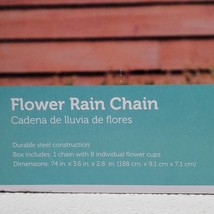 Flower Rain Chain
Cadena de lluvia de flores
Durable steel construction
Box includes: 1 chain with 8 individual flower cups
Dimensions: 74 in x 3.6 in x 2.8 in (188 cm x 9.1 cm x 7.1 cm)